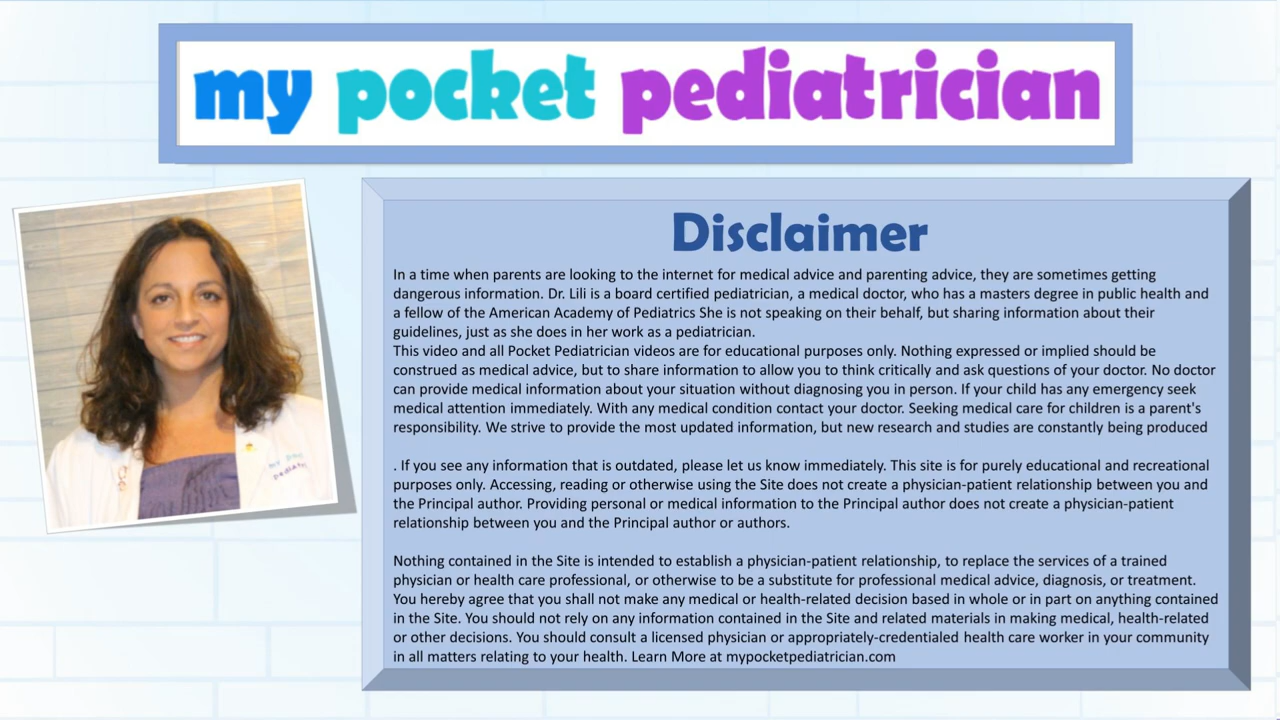 my pocket pediatrician
Disclaimer
In a time when parents are looking to the internet for medical advice and parenting advice, they are sometimes getting
dangerous information. Dr. Lili is a board certified pediatrician, a medical doctor, who has a masters degree in public health and
a fellow of the American Academy of Pediatrics She is not speaking on their behalf, but sharing information about their
guidelines, just as she does in her work as a pediatrician.
This video and all Pocket Pediatrician videos are for educational purposes only. Nothing expressed or implied should be
construed as medical advice, but to share information to allow you to think critically and ask questions of your doctor. No doctor
can provide medical information about your situation without diagnosing you in person. If your child has any emergency seek
medical attention immediately. With any medical condition contact your doctor. Seeking medical care for children is a parent's
responsibility. We strive to provide the most updated information, but new research and studies are constantly being produced
. If you see any information that is outdated, please let us know immediately. This site is for purely educational and recreational
purposes only. Accessing, reading or otherwise using the Site does not create a physician-patient relationship between you and
the Principal author. Providing personal or medical information to the Principal author does not create a physician-patient
relationship between you and the Principal author or authors.
Nothing contained in the Site is intended to establish a physician-patient relationship, to replace the services of a trained
physician or health care professional, or otherwise to be a substitute for professional medical advice, diagnosis, or treatment.
You hereby agree that you shall not make any medical or health-related decision based in whole or in part on anything contained
in the Site. You should not rely on any information contained in the Site and related materials in making medical, health-related
or other decisions. You should consult a licensed physician or appropriately-credentialed health care worker in your community
in all matters relating to your health. Learn More at mypocketpediatrician.com